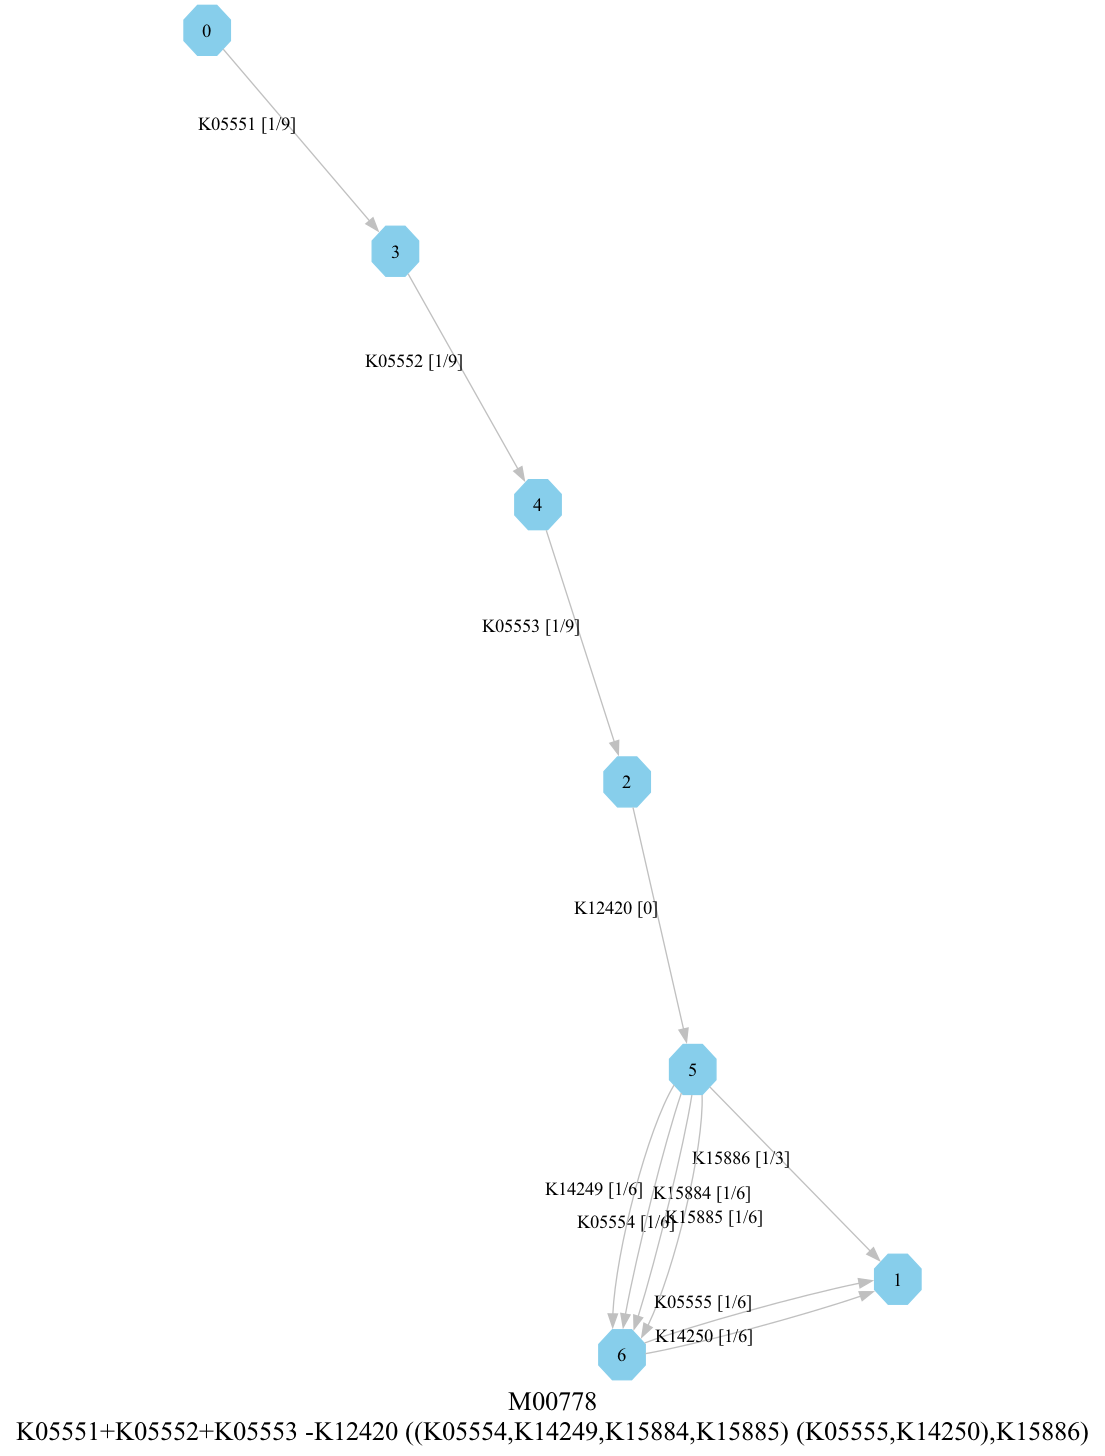 0
K05551 [1/9]
3
K05552 [1/9]
4
K05553 [1/9]
2
K12420 [0]
5
K15886 [1/3]
K14249 [1/6]
K15884 [1/6]
K05554 [1/6]
K15885 [1/6]
1
K05555 [1/6]
K14250 [1/6]
6
M00778
K05551+K05552+K05553 -K12420 ((K05554,K14249,K15884,K15885) (K05555,K14250),K15886)